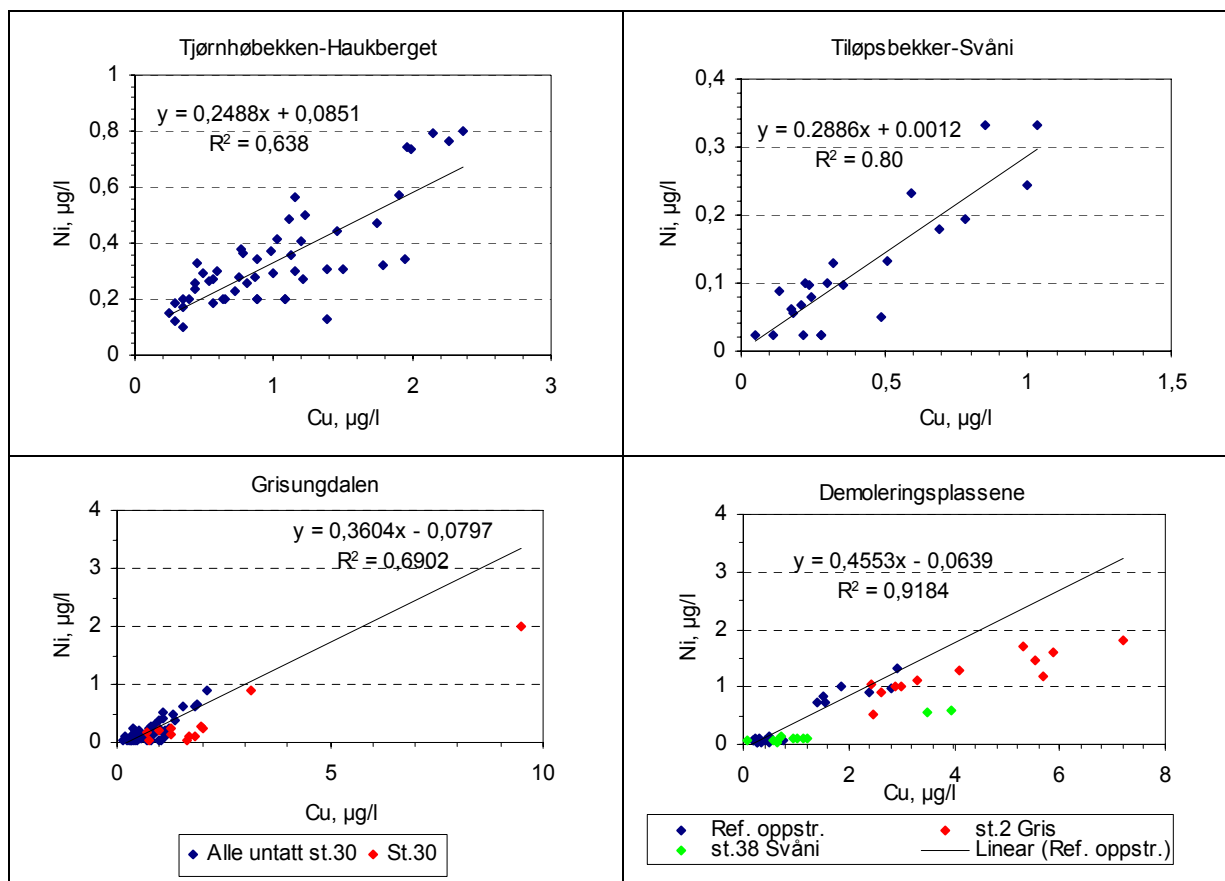 Tjørnhøbekken-Haukberget
y = 0,2488x + 0,0851
R² = 0,638
Ni, µg/l
1
0,8
0,6
0,4
0,2
0
0 1 2 3
Cu, µg/l
Tiløpsbekker-Svåni
y = 0.2886x + 0.0012
R² = 0.80
Ni, µg/l
0,4
0,3
0,2
0,1
0
0 0,5 1 1,5
Cu, µg/l
Grisungdalen
y = 0,3604x - 0,0797
R² = 0,6902
Ni, µg/l
4
3
2
1
0
0 5 10
Cu, µg/l
Alle untatt st.30 St.30
Demoleringsplassene
y = 0,4553x - 0,0639
R² = 0,9184
Ni, µg/l
4
3
2
1
0
0 2 4 6 8
Cu, µg/l
Ref. oppstr. st.2 Gris
st.38 Svåni Linear (Ref. oppstr.)